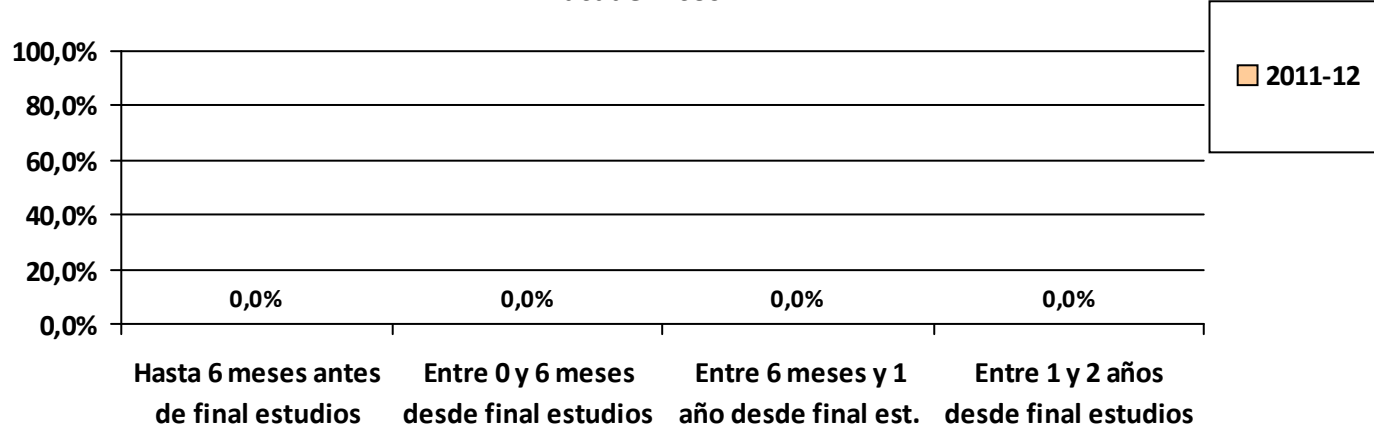 100,0%
80,0%
60,0%
40,0%
20,0%
0,0%
2011-12
0,0%
0,0%
0,0%
0,0%
Hasta 6 meses antes
de final estudios
Entre 0 y 6 meses
desde final estudios
Entre 6 meses y 1
año desde final est.
Entre 1 y 2 años
desde final estudios